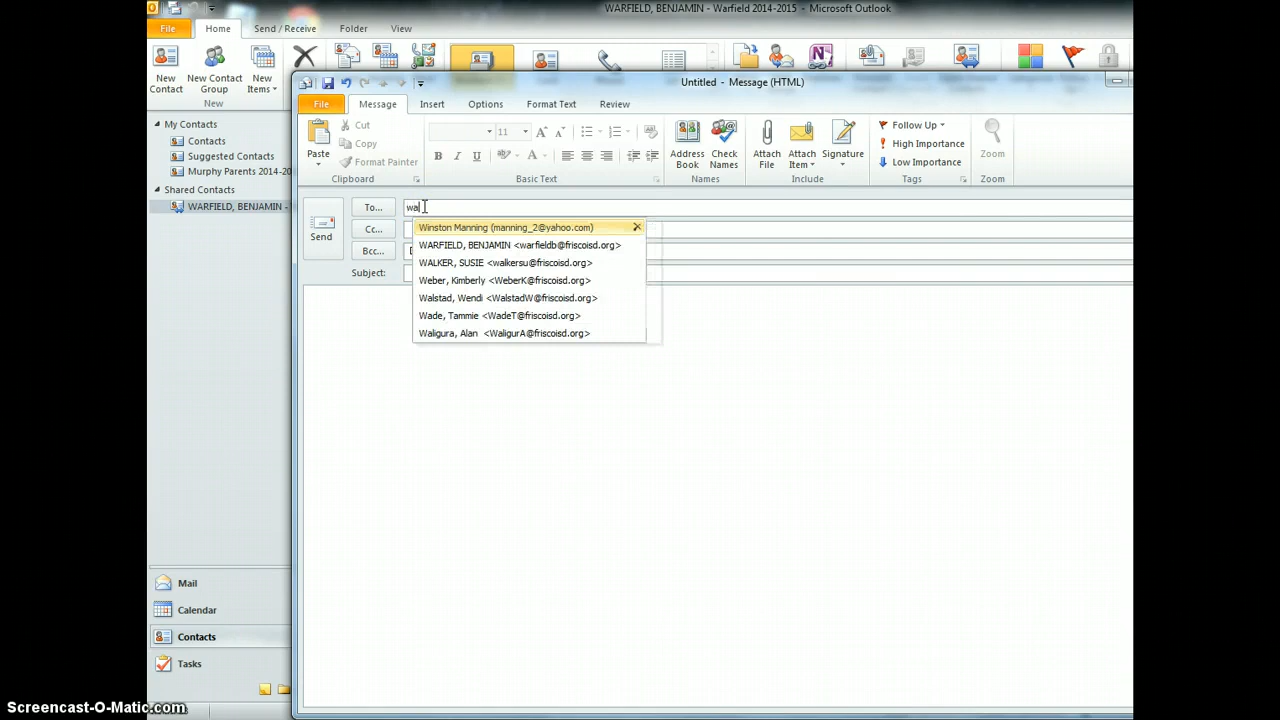 WARFIELD, BENJAMIN - Warfield 2014-2015 - Microsoft Outlook
File Home Send / Receive Folder View
New Contact
New Contact Group
New Items
New
Untitled - Message (HTML)
File Message Insert Options Format Text Review
Paste
Cut
Copy
Format Painter
Clipboard
11
B I U
Basic Text
Address Book
Check Names
Names
Attach File
Attach Item
Signature
Include
Follow Up
High Importance
Low Importance
Tags
Zoom
Zoom
My Contacts
Contacts
Suggested Contacts
Murphy Parents 2014-20
Shared Contacts
WARFIELD, BENJAMIN -
Send
To... wa
Cc...
Bcc...
Subject:
Winston Manning (manning_2@yahoo.com)
WARFIELD, BENJAMIN <warfieldb@friscoisd.org>
WALKER, SUSIE <walkersu@friscoisd.org>
Weber, Kimberly <WeberK@friscoisd.org>
Walstad, Wendi <WalstadW@friscoisd.org>
Wade, Tammie <WadeT@friscoisd.org>
Waligura, Alan <WaligurA@friscoisd.org>
Mail
Calendar
Contacts
Tasks
Screencast-O-Matic.com